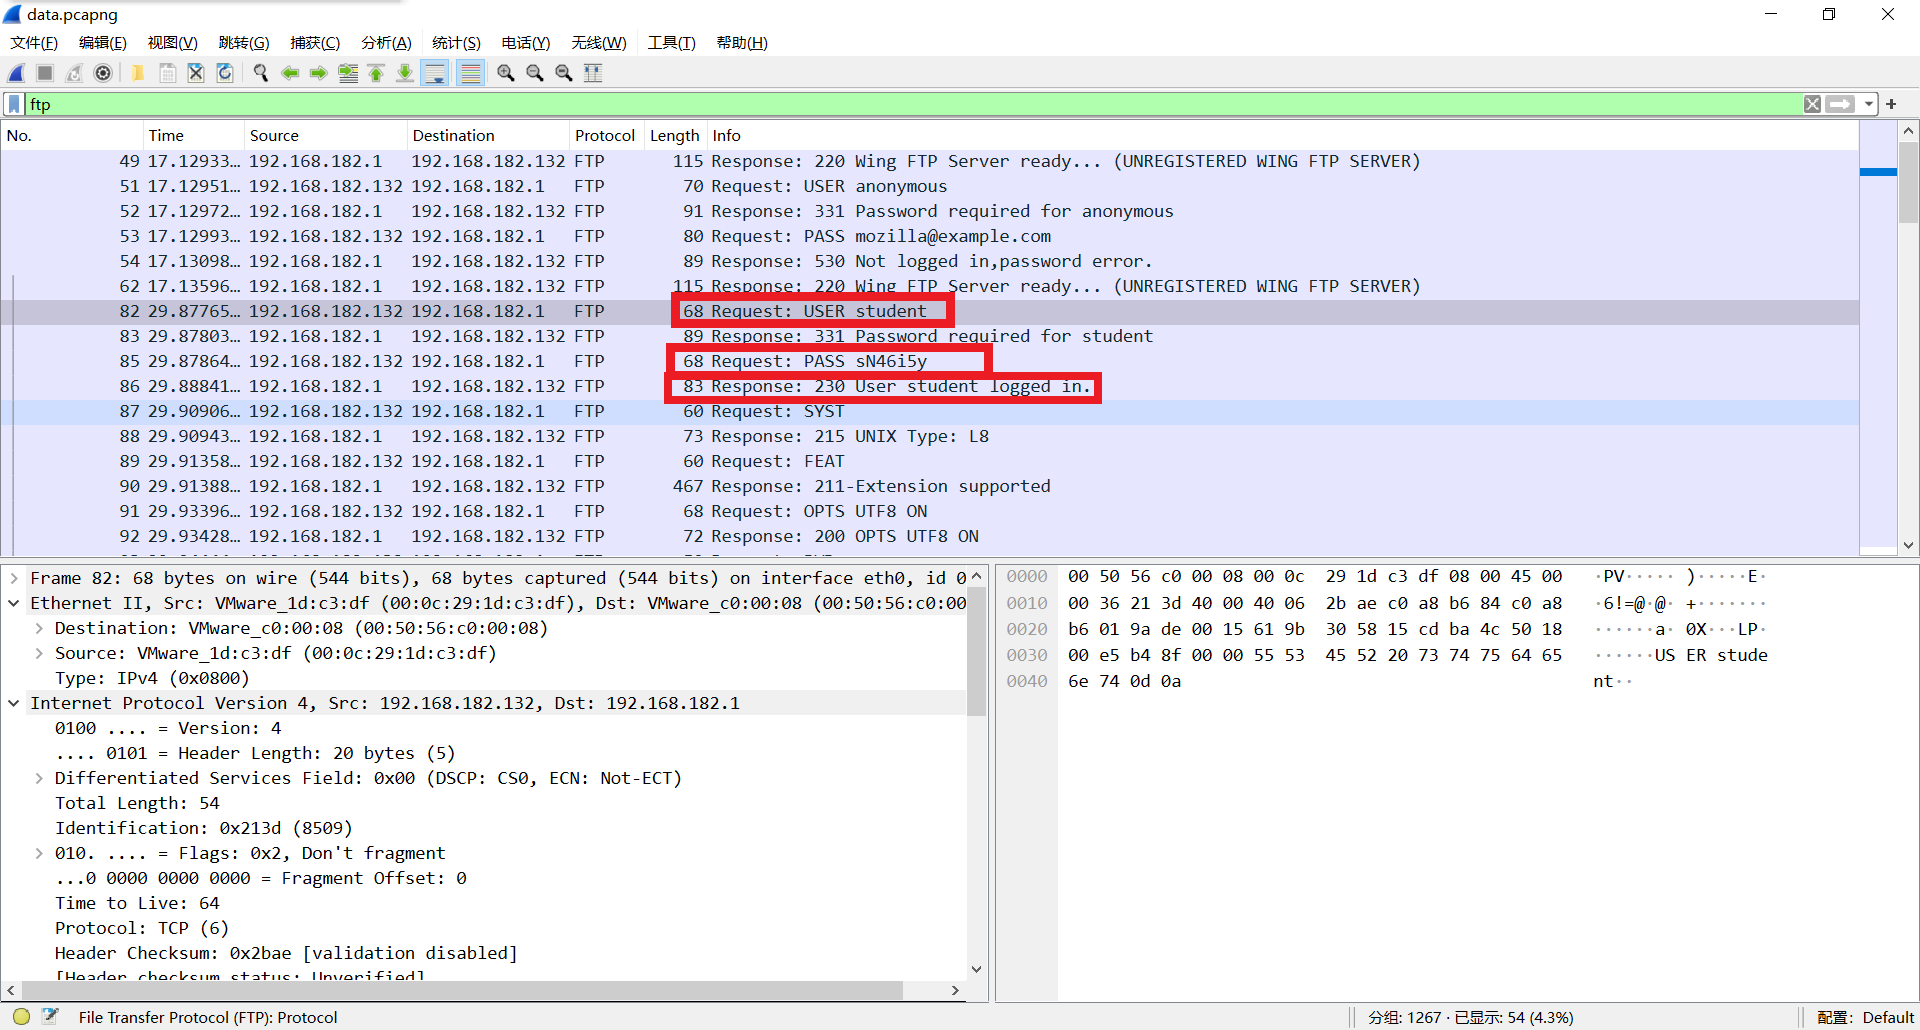 data.pcapng
文件(F) 编辑(E) 视图(V) 跳转(G) 捕获(C) 分析(A) 统计(S) 电话(Y) 无线(W) 工具(T) 帮助(H)
ftp
No. Time Source Destination Protocol Length Info
49 17.12933… 192.168.182.1 192.168.182.132 FTP 115 Response: 220 Wing FTP Server ready... (UNREGISTERED WING FTP SERVER)
51 17.12951… 192.168.182.132 192.168.182.1 FTP 70 Request: USER anonymous
52 17.12972… 192.168.182.1 192.168.182.132 FTP 91 Response: 331 Password required for anonymous
53 17.12993… 192.168.182.132 192.168.182.1 FTP 80 Request: PASS mozilla@example.com
54 17.13098… 192.168.182.1 192.168.182.132 FTP 89 Response: 530 Not logged in,password error.
62 17.13596… 192.168.182.1 192.168.182.132 FTP 115 Response: 220 Wing FTP Server ready... (UNREGISTERED WING FTP SERVER)
82 29.87765… 192.168.182.132 192.168.182.1 FTP 68 Request: USER student
83 29.87803… 192.168.182.1 192.168.182.132 FTP 89 Response: 331 Password required for student
85 29.87864… 192.168.182.132 192.168.182.1 FTP 68 Request: PASS sN46i5y
86 29.88841… 192.168.182.1 192.168.182.132 FTP 83 Response: 230 User student logged in.
87 29.90906… 192.168.182.132 192.168.182.1 FTP 60 Request: SYST
88 29.90943… 192.168.182.1 192.168.182.132 FTP 73 Response: 215 UNIX Type: L8
89 29.91358… 192.168.182.132 192.168.182.1 FTP 60 Request: FEAT
90 29.91388… 192.168.182.1 192.168.182.132 FTP 467 Response: 211-Extension supported
91 29.93396… 192.168.182.132 192.168.182.1 FTP 68 Request: OPTS UTF8 ON
92 29.93428… 192.168.182.1 192.168.182.132 FTP 72 Response: 200 OPTS UTF8 ON
Frame 82: 68 bytes on wire (544 bits), 68 bytes captured (544 bits) on interface eth0, id 0
Ethernet II, Src: VMware_1d:c3:df (00:0c:29:1d:c3:df), Dst: VMware_c0:00:08 (00:50:56:c0:00
Destination: VMware_c0:00:08 (00:50:56:c0:00:08)
Source: VMware_1d:c3:df (00:0c:29:1d:c3:df)
Type: IPv4 (0x0800)
Internet Protocol Version 4, Src: 192.168.182.132, Dst: 192.168.182.1
0100 .... = Version: 4
.... 0101 = Header Length: 20 bytes (5)
Differentiated Services Field: 0x00 (DSCP: CS0, ECN: Not-ECT)
Total Length: 54
Identification: 0x213d (8509)
010. .... = Flags: 0x2, Don't fragment
...0 0000 0000 0000 = Fragment Offset: 0
Time to Live: 64
Protocol: TCP (6)
Header Checksum: 0x2bae [validation disabled]
[Header checksum status: Unverified]
0000 00 50 56 c0 00 08 00 0c 29 1d c3 df 08 00 45 00 ·PV····· )·····E·
0010 00 36 21 3d 40 00 40 06 2b ae c0 a8 b6 84 c0 a8 ·6!=@·@· +·······
0020 b6 01 9a de 00 15 61 9b 30 58 15 cd ba 4c 50 18 ······a· 0X···LP·
0030 00 e5 b4 8f 00 00 55 53 45 52 20 73 74 75 64 65 ······US ER stude
0040 6e 74 0d 0a nt··
File Transfer Protocol (FTP): Protocol 分组: 1267 · 已显示: 54 (4.3%) 配置: Default